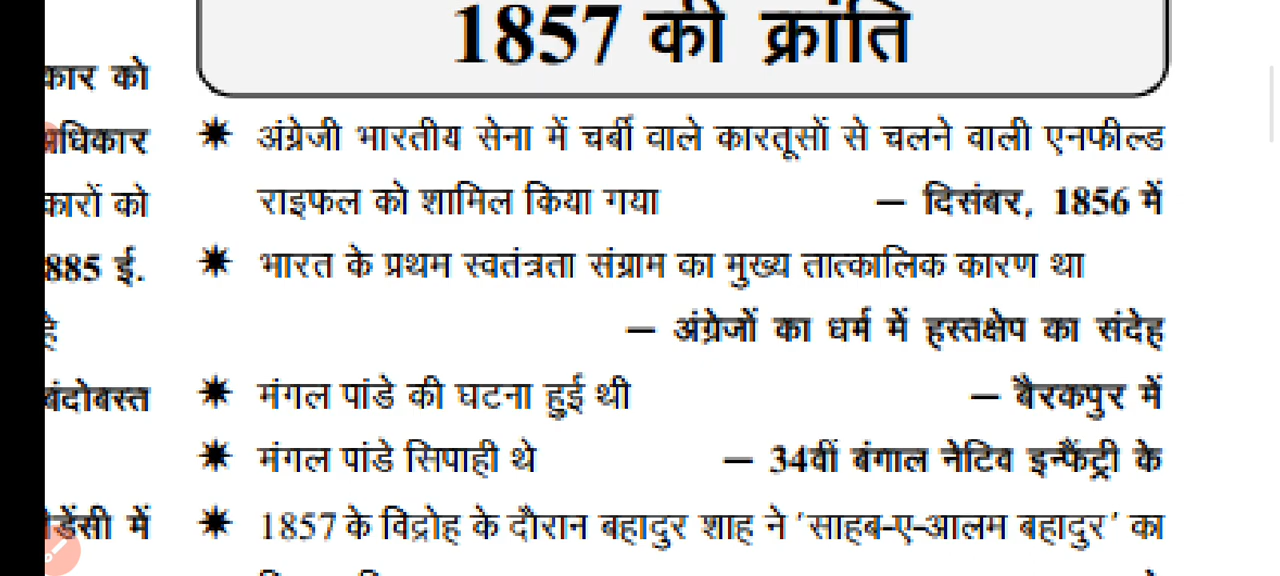 1857 की क्रांति
कार को
अधिकार
कारों को
885 ई.
है
बंदोबस्त
डेंसी में
* अंग्रेजी भारतीय सेना में चर्बी वाले कारतूसों से चलने वाली एनफील्ड
राइफल को शामिल किया गया – दिसंबर, 1856 में
* भारत के प्रथम स्वतंत्रता संग्राम का मुख्य तात्कालिक कारण था
– अंग्रेजों का धर्म में हस्तक्षेप का संदेह
* मंगल पांडे की घटना हुई थी – बैरकपुर में
* मंगल पांडे सिपाही थे – 34वीं बंगाल नेटिव इन्फैंट्री के
* 1857 के विद्रोह के दौरान बहादुर शाह ने 'साहब-ए-आलम बहादुर' का